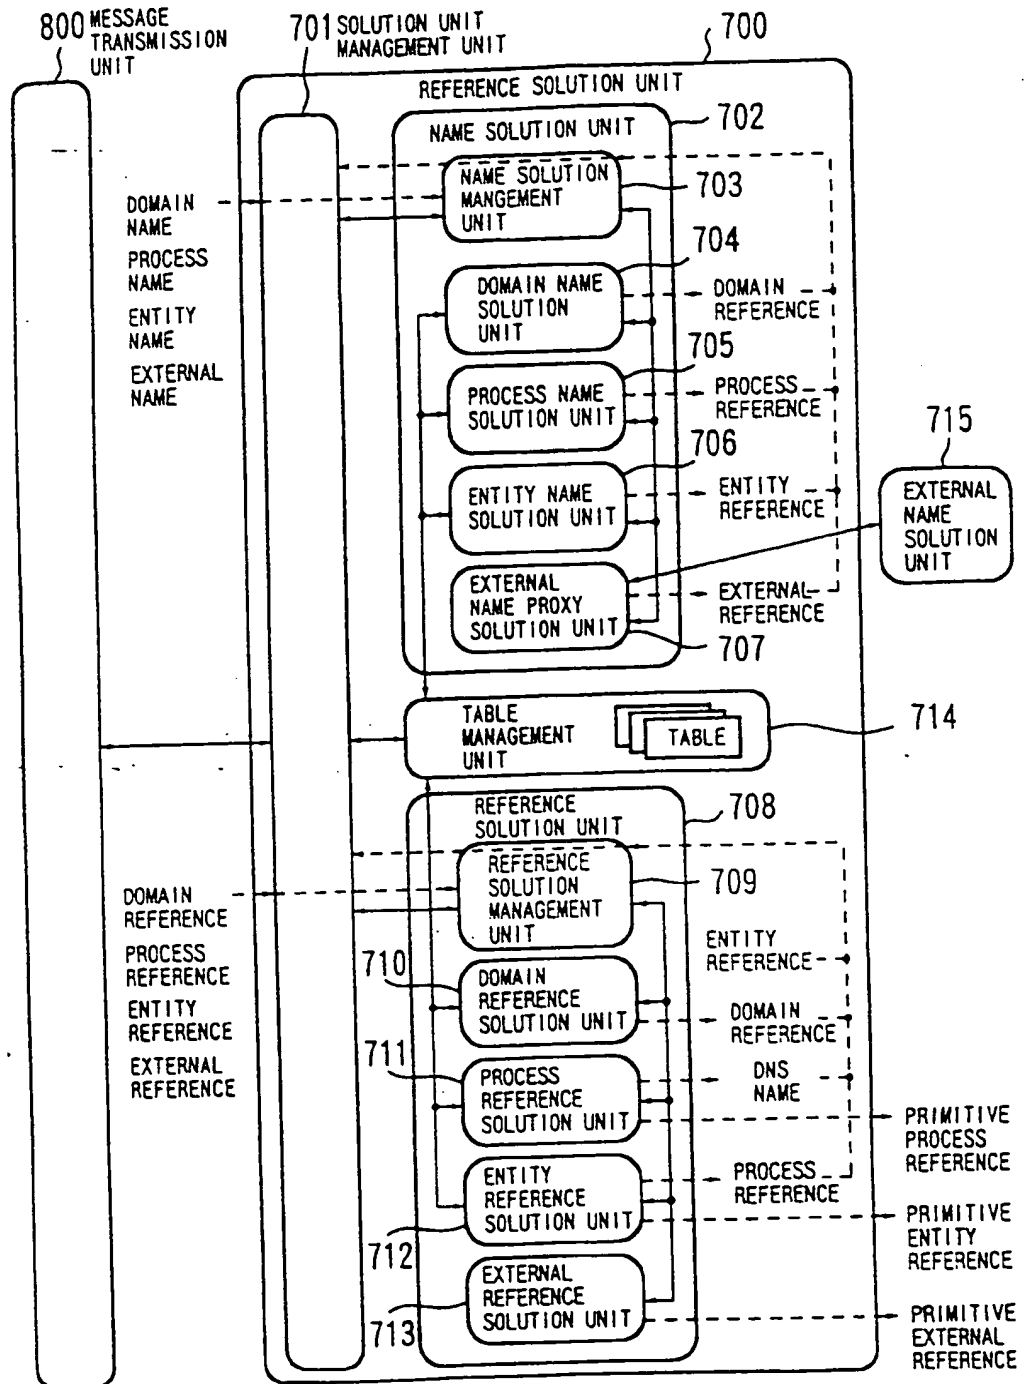 800 MESSAGE
TRANSMISSION
UNIT
701 SOLUTION UNIT
MANAGEMENT UNIT
700
REFERENCE SOLUTION UNIT
NAME SOLUTION UNIT
702
NAME SOLUTION
MANGEMENT
UNIT
703
DOMAIN
NAME
PROCESS
NAME
ENTITY
NAME
EXTERNAL
NAME
704
DOMAIN NAME
SOLUTION
UNIT
DOMAIN
REFERENCE
705
PROCESS NAME
SOLUTION UNIT
PROCESS
REFERENCE
706
ENTITY NAME
SOLUTION UNIT
ENTITY
REFERENCE
715
EXTERNAL
NAME
SOLUTION
UNIT
EXTERNAL
NAME PROXY
SOLUTION UNIT
EXTERNAL
REFERENCE
707
TABLE
MANAGEMENT
UNIT
TABLE
714
REFERENCE
SOLUTION UNIT
708
REFERENCE
SOLUTION
MANAGEMENT
UNIT
709
DOMAIN
REFERENCE
PROCESS
REFERENCE
ENTITY
REFERENCE
EXTERNAL
REFERENCE
ENTITY
REFERENCE
710
DOMAIN
REFERENCE
SOLUTION UNIT
DOMAIN
REFERENCE
711
PROCESS
REFERENCE
SOLUTION UNIT
DNS
NAME
PRIMITIVE
PROCESS
REFERENCE
ENTITY
REFERENCE
SOLUTION UNIT
712
PROCESS
REFERENCE
PRIMITIVE
ENTITY
REFERENCE
EXTERNAL
REFERENCE
SOLUTION UNIT
713
PRIMITIVE
EXTERNAL
REFERENCE